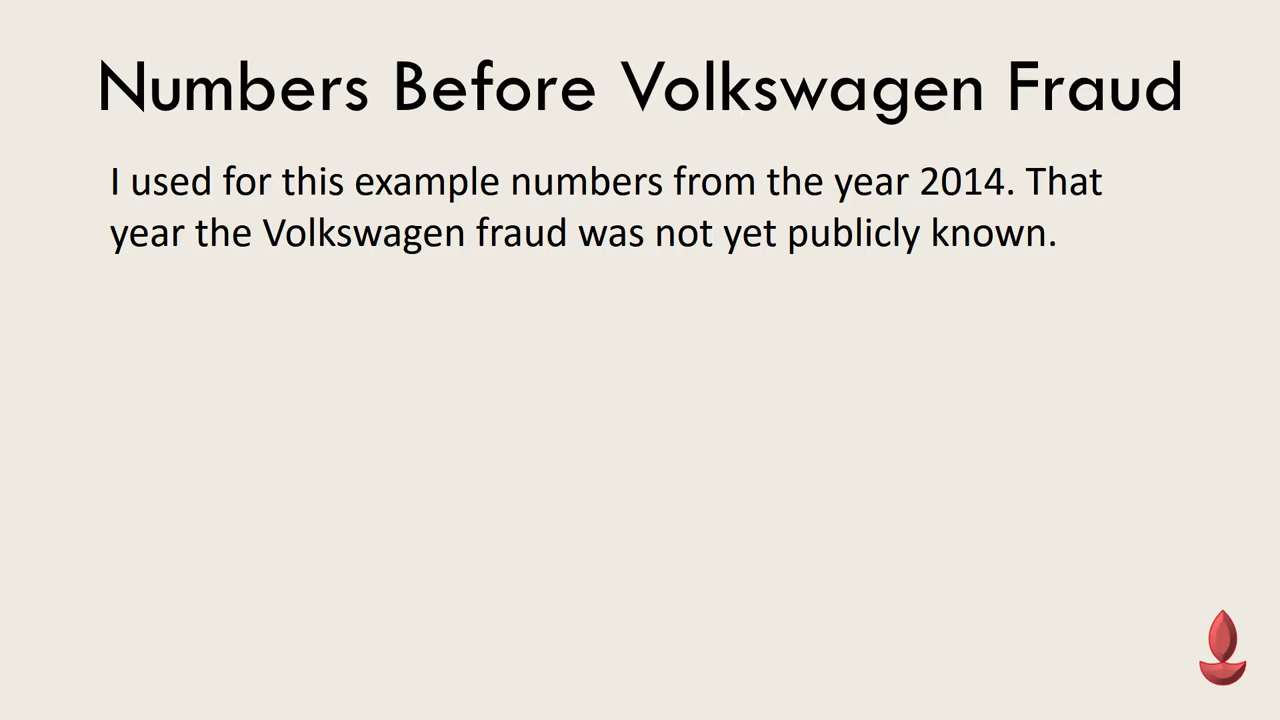 Numbers Before Volkswagen Fraud
I used for this example numbers from the year 2014. That
year the Volkswagen fraud was not yet publicly known.